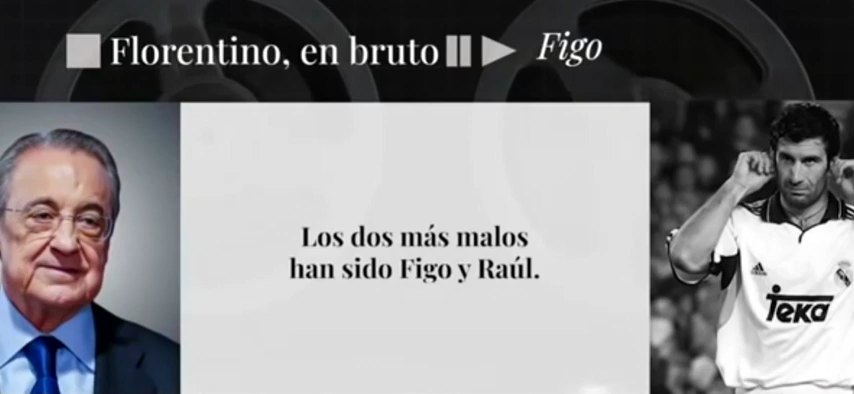 Florentino, en bruto Figo
Los dos más malos
han sido Figo y Raúl.
Teka